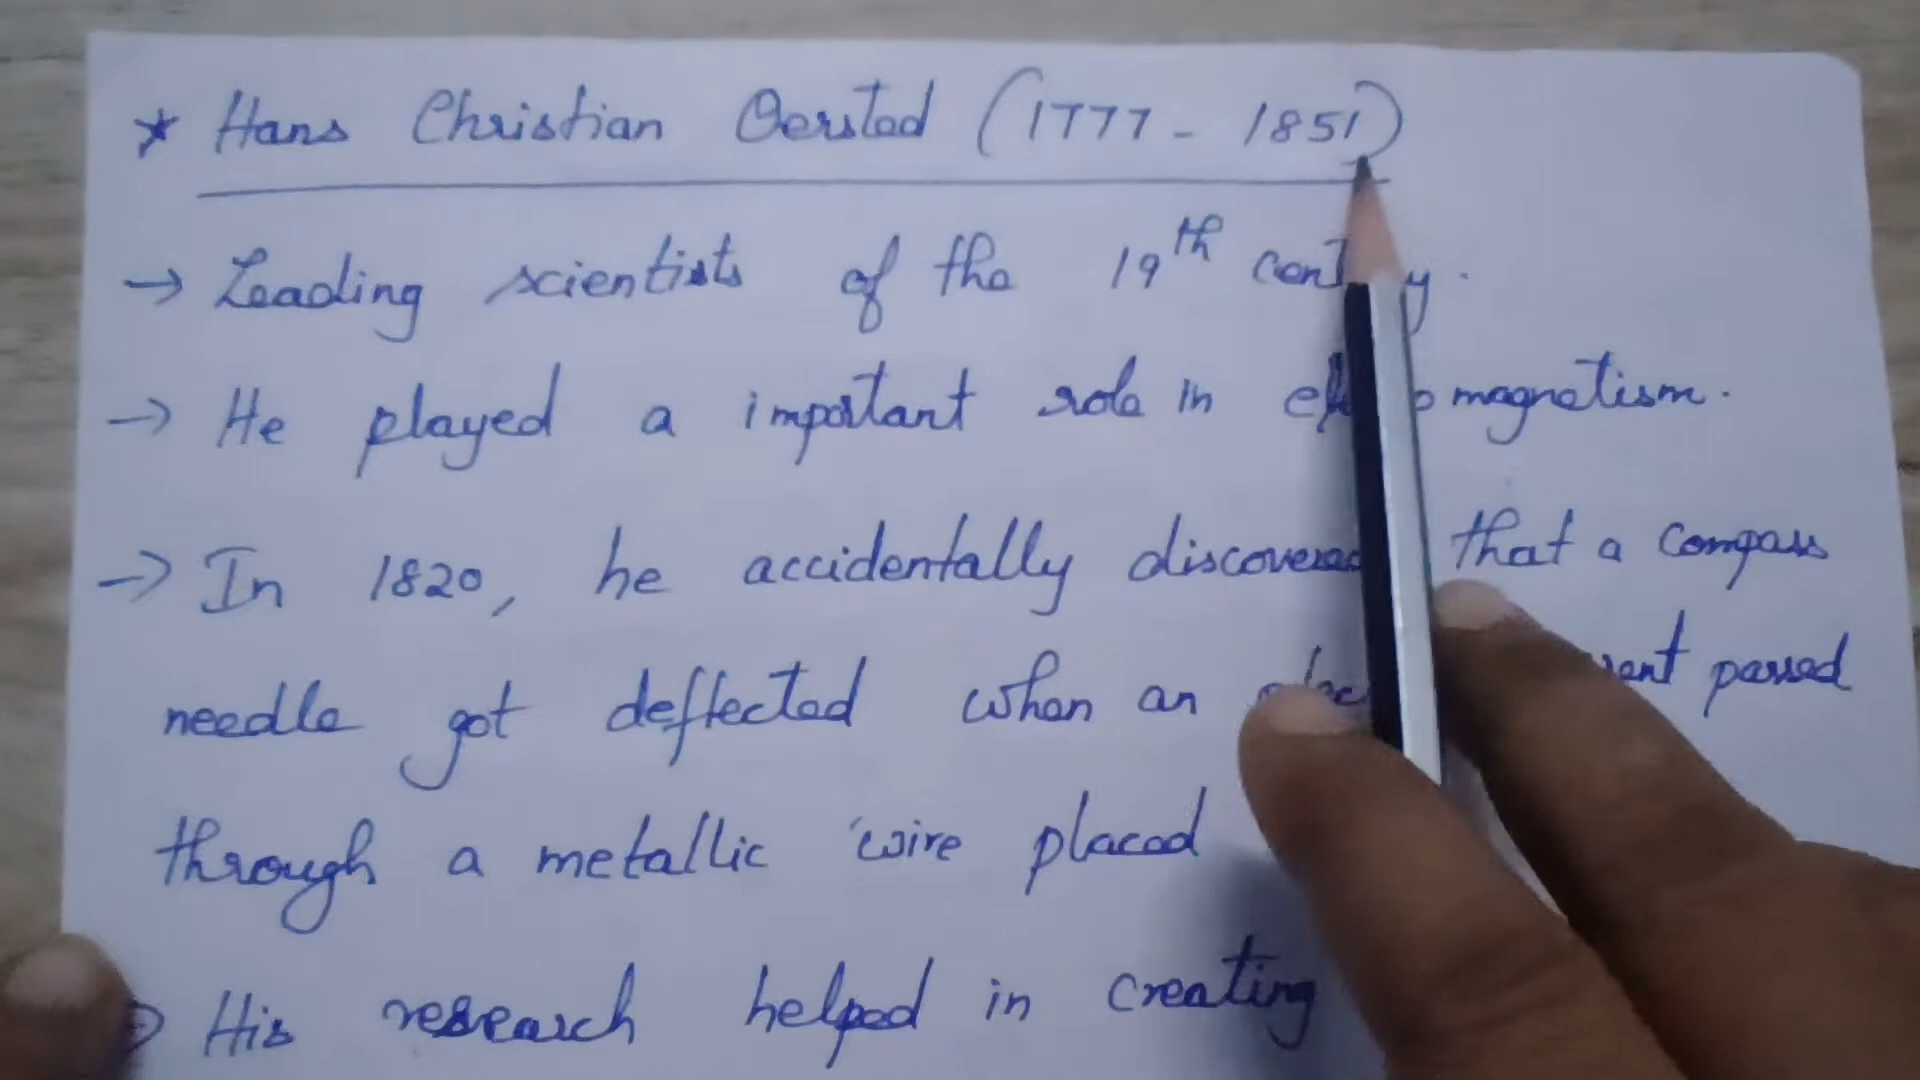 * Hans Christian Oersted (1777 - 1851)
→ Leading scientists of the 19th
→ He played a important role in magnetism.
→ In 1820, he accidentally discovered that a compass
needle got deflected when an passed
through a metallic wire placed
→ His research helped in creating